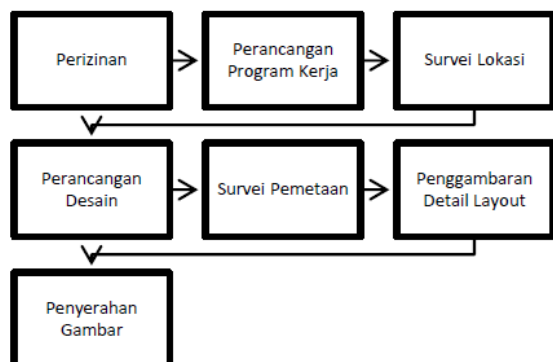 Perizinan
Perancangan
Program Kerja
Survei Lokasi
Perancangan
Desain
Survei Pemetaan
Penggambaran
Detail Layout
Penyerahan
Gambar